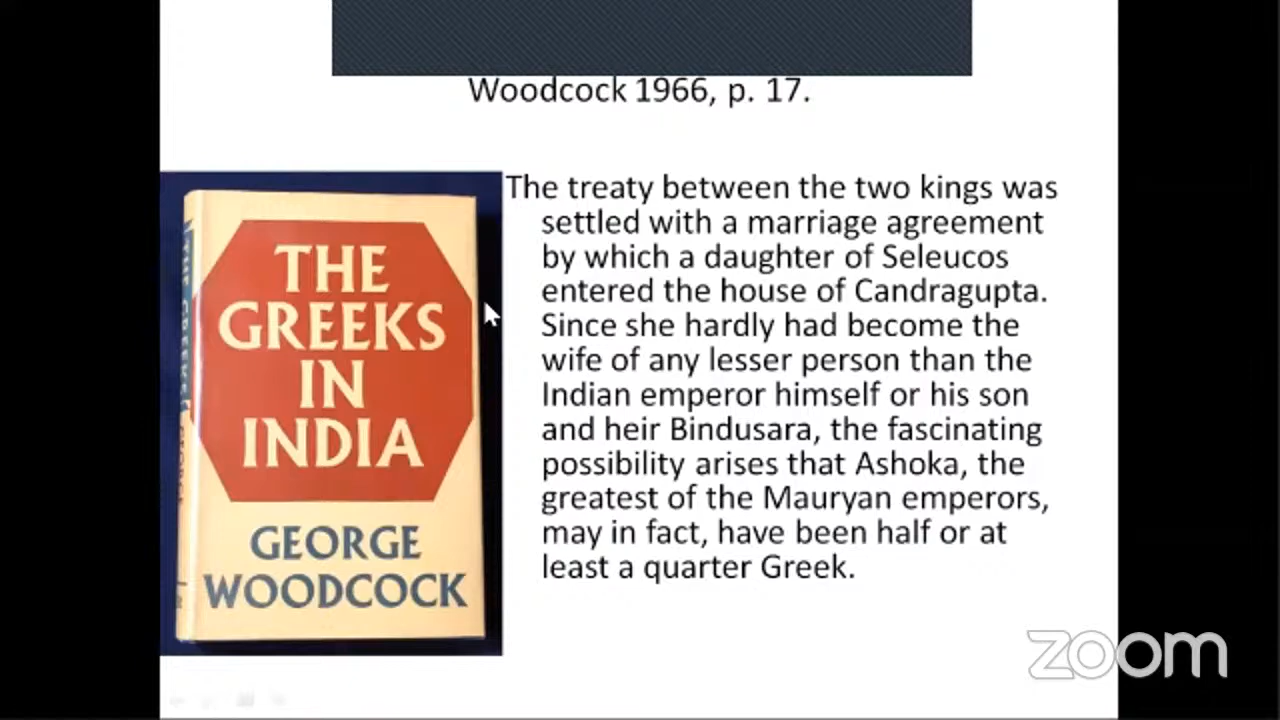 Woodcock 1966, p. 17.
THE
GREEKS
IN
INDIA
GEORGE
WOODCOCK
The treaty between the two kings was
settled with a marriage agreement
by which a daughter of Seleucos
entered the house of Candragupta.
Since she hardly had become the
wife of any lesser person than the
Indian emperor himself or his son
and heir Bindusara, the fascinating
possibility arises that Ashoka, the
greatest of the Mauryan emperors,
may in fact, have been half or at
least a quarter Greek.
zoom